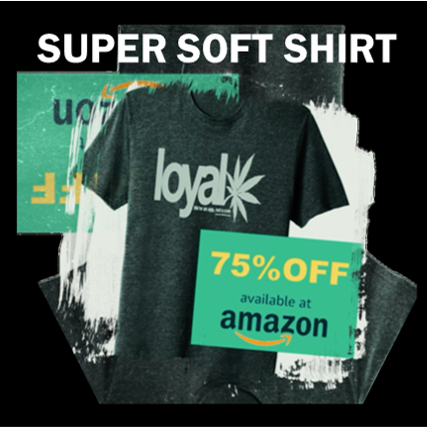 SUPER SOFT SHIRT
loyal
75%OFF
available at
amazon